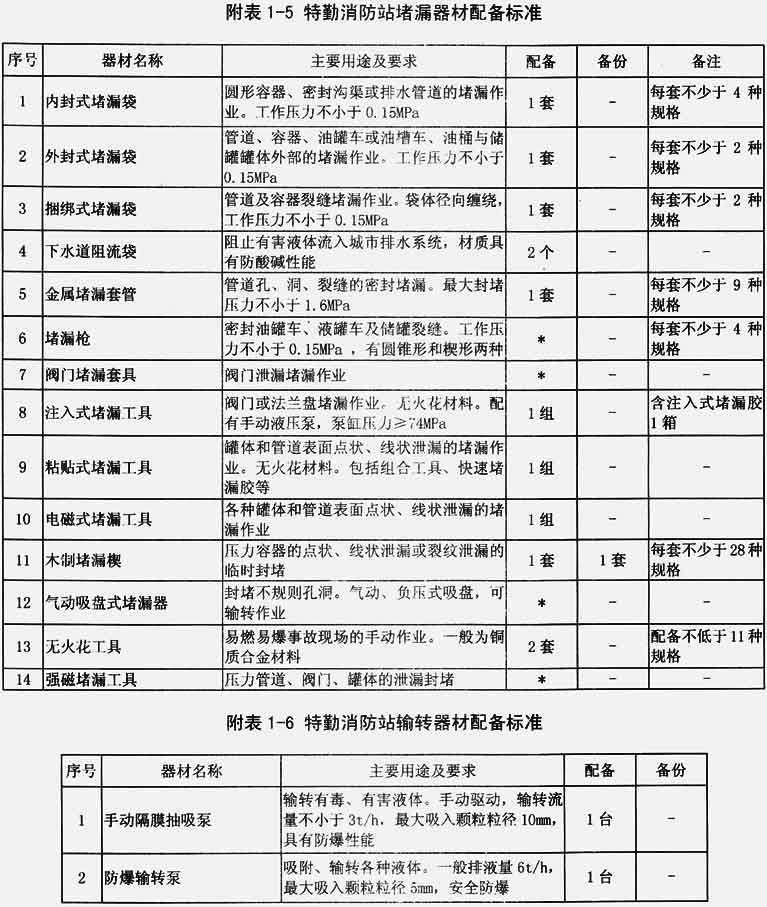 附表1-5 特勤消防站堵漏器材配备标准
序号 器材名称 主要用途及要求 配备 备份 备注
1 内封式堵漏袋 圆形容器、密封沟渠或排水管道的堵漏作业。工作压力不小于0.15MPa 1套 - 每套不少于 4 种规格
2 外封式堵漏袋 管道、容器、油罐车或油槽车、油桶与储罐罐体外部的堵漏作业。工作压力不小于0.15MPa 1套 - 每套不少于 2 种规格
3 捆绑式堵漏袋 管道及容器裂缝堵漏作业。袋体径向缠绕,工作压力不小于0.15MPa 1套 - 每套不少于 2 种规格
4 下水道阻流袋 阻止有害液体流入城市排水系统，材质具有防酸碱性能 2个 - -
5 金属堵漏套管 管道孔、洞、裂缝的密封堵漏。最大封堵压力不小于1.6MPa 1套 - 每套不少于 9 种规格
6 堵漏枪 密封油罐车、液罐车及储罐裂缝。工作压力不小于0.15MPa，有圆锥形和楔形两种 * - 每套不少于 4 种规格
7 阀门堵漏套具 阀门泄漏堵漏作业 * - -
8 注入式堵漏工具 阀门或法兰盘堵漏作业。无火花材料。配有手动液压泵，泵缸压力≥74MPa 1组 - 含注入式堵漏胶1箱
9 粘贴式堵漏工具 罐体和管道表面点状、线状泄漏的堵漏作业。无火花材料。包括组合工具、快速堵漏胶等 1组 - -
10 电磁式堵漏工具 各种罐体和管道表面点状、线状泄漏的堵漏作业 1组 - -
11 木制堵漏楔 压力容器的点状、线状泄漏或裂纹泄漏的临时封堵 1套 1套 每套不少于28种规格
12 气动吸盘式堵漏器 封堵不规则孔洞。气动、负压式吸盘，可输转作业 * - -
13 无火花工具 易燃易爆事故现场的手动作业。一般为铜质合金材料 2套 - 配备不低于11种规格
14 强磁堵漏工具 压力管道、阀门、罐体的泄漏封堵 * - -
附表1-6 特勤消防站输转器材配备标准
序号 器材名称 主要用途及要求 配备 备份
1 手动隔膜抽吸泵 输转有毒、有害液体。手动驱动，输转流量不小于3t/h，最大吸入颗粒粒径10mm，具有防爆性能 1台 -
2 防爆输转泵 吸附、输转各种液体。一般排液量6t/h，最大吸入颗粒粒径5mm，安全防爆 1台 -